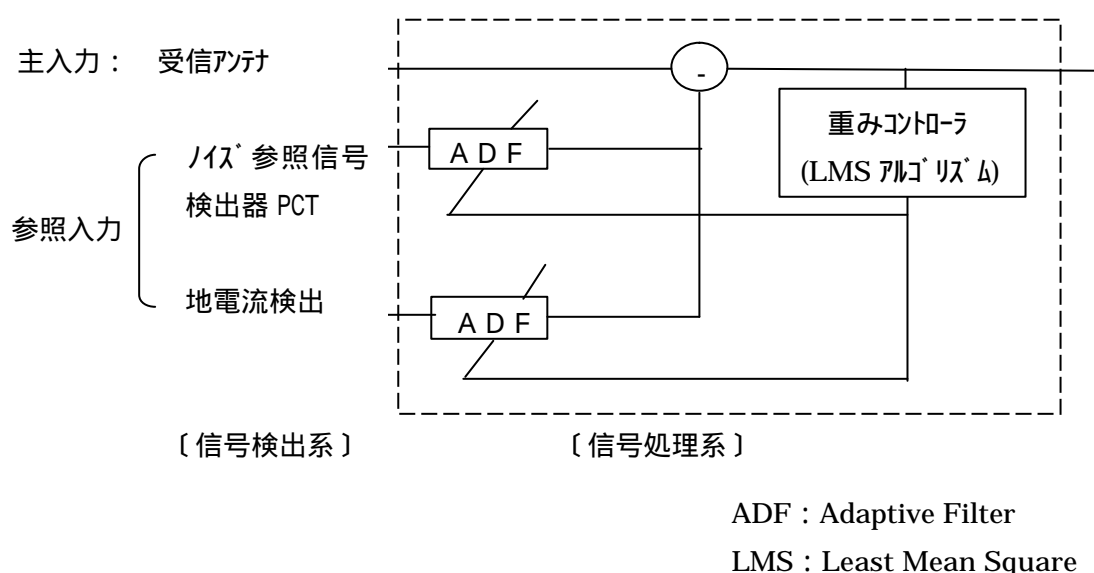 主入力： 受信ｱﾝﾃﾅ
-
重みｺﾝﾄﾛｰﾗ
(LMS ｱﾙｺﾞﾘｽﾞﾑ)
参照入力
ﾉｲｽﾞ参照信号
検出器 PCT
ＡＤＦ
地電流検出
ＡＤＦ
〔信号検出系〕
〔信号処理系〕
ADF：Adaptive Filter
LMS：Least Mean Square